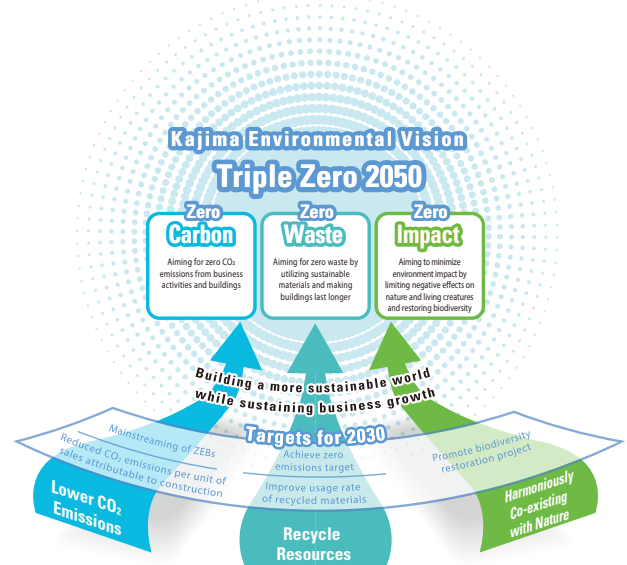 Kajima Environmental Vision
Triple Zero 2050
Zero
Carbon
Aiming for zero CO₂
emissions from business
activities and buildings
Zero
Waste
Aiming for zero waste by
utilizing sustainable
materials and making
buildings last longer
Zero
Impact
Aiming to minimize
environment impact by
limiting negative effects on
nature and living creatures
and restoring biodiversity
Building a more sustainable world
while sustaining business growth
Targets for 2030
Mainstreaming of ZEBs
Reduced CO₂ emissions per unit of
sales attributable to construction
Achieve zero
emissions target
Improve usage rate
of recycled materials
Promote biodiversity
restoration project
Lower CO₂
Emissions
Recycle
Resources
Harmoniously
Co-existing
with Nature